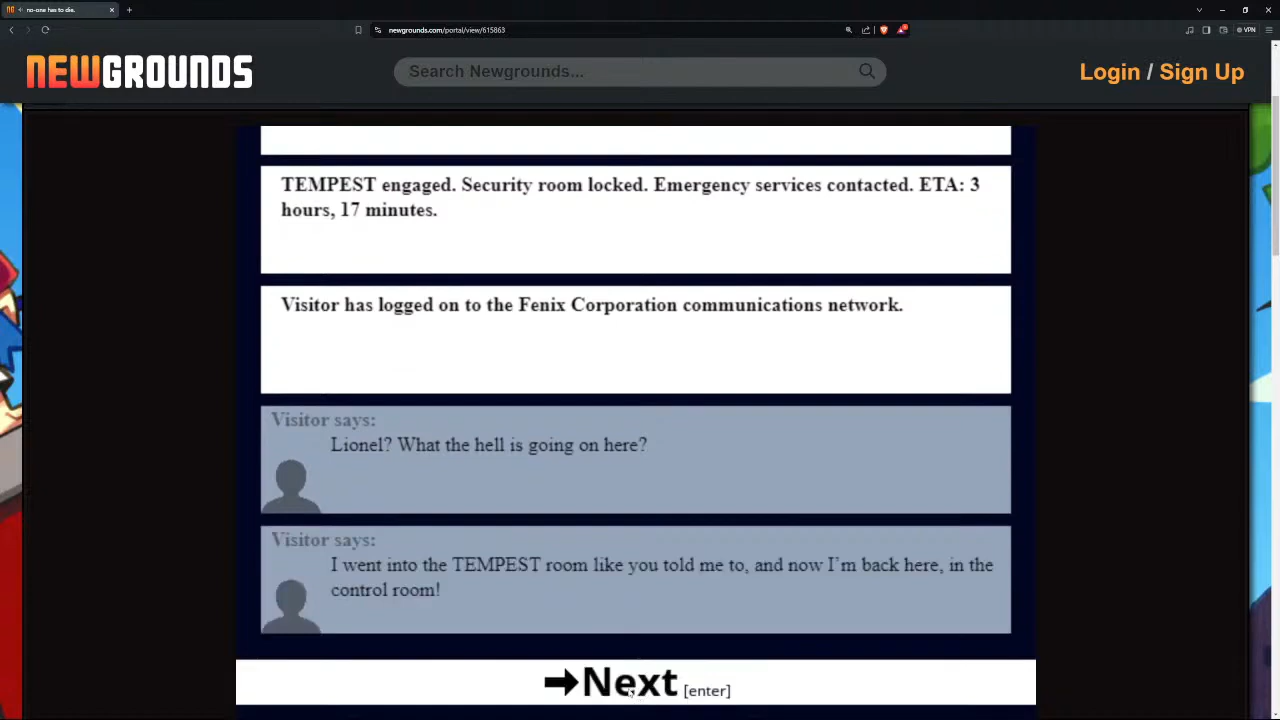 no-one has to die.
newgrounds.com/portal/view/615863
VPN
NEWGROUNDS
Search Newgrounds...
Login / Sign Up
TEMPEST engaged. Security room locked. Emergency services contacted. ETA: 3
hours, 17 minutes.
Visitor has logged on to the Fenix Corporation communications network.
Visitor says:
Lionel? What the hell is going on here?
Visitor says:
I went into the TEMPEST room like you told me to, and now I'm back here, in the
control room!
➡Next [enter]